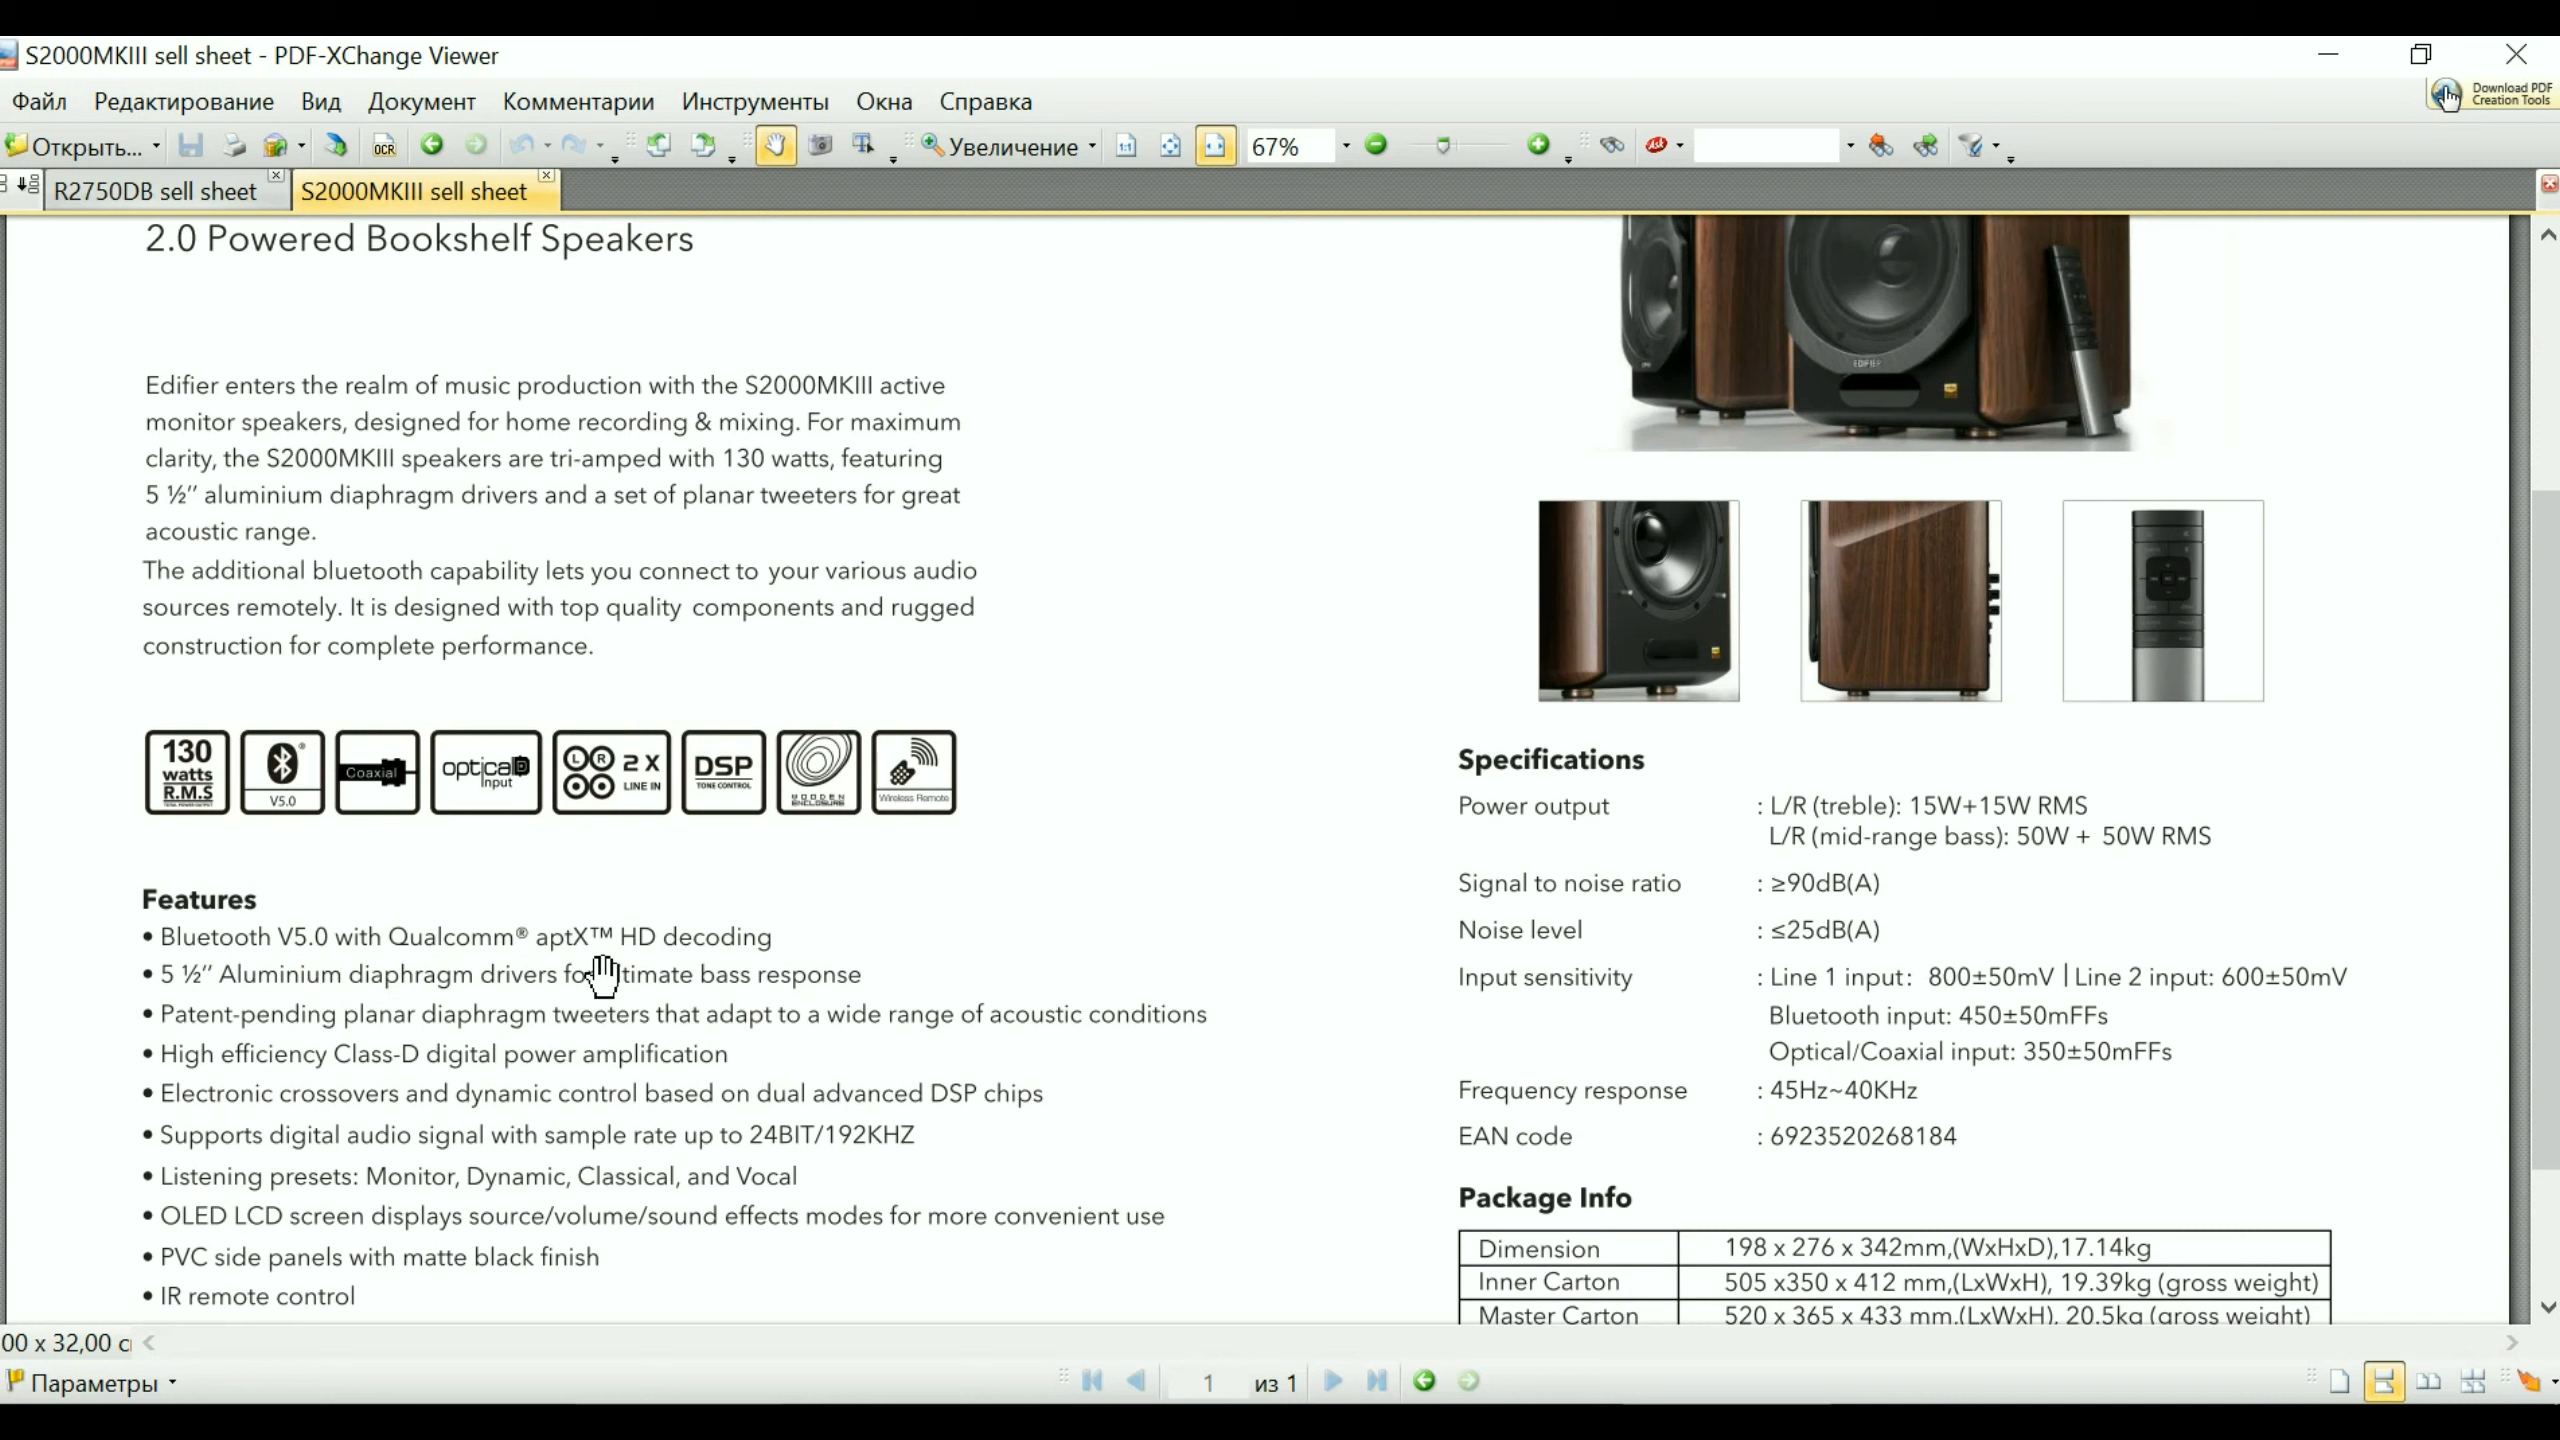 S2000MKIII sell sheet - PDF-XChange Viewer
Файл Редактирование Вид Документ Комментарии Инструменты Окна Справка
Download PDF
Creation Tools
Открыть... OCR Увеличение 1:1 67% Ask
R2750DB sell sheet S2000MKIII sell sheet
2.0 Powered Bookshelf Speakers
Edifier enters the realm of music production with the S2000MKIII active
monitor speakers, designed for home recording & mixing. For maximum
clarity, the S2000MKIII speakers are tri-amped with 130 watts, featuring
5 ½’’ aluminium diaphragm drivers and a set of planar tweeters for great
acoustic range.
The additional bluetooth capability lets you connect to your various audio
sources remotely. It is designed with top quality components and rugged
construction for complete performance.
130
watts
R.M.S
V5.0
Coaxial
optical
Input
L R 2 X
LINE IN
DSP
TONE CONTROL
WOODEN
ENCLOSURE
Wireless Remote
Features
• Bluetooth V5.0 with Qualcomm® aptX™ HD decoding
• 5 ½’’ Aluminium diaphragm drivers timate bass response
• Patent-pending planar diaphragm tweeters that adapt to a wide range of acoustic conditions
• High efficiency Class-D digital power amplification
• Electronic crossovers and dynamic control based on dual advanced DSP chips
• Supports digital audio signal with sample rate up to 24BIT/192KHZ
• Listening presets: Monitor, Dynamic, Classical, and Vocal
• OLED LCD screen displays source/volume/sound effects modes for more convenient use
• PVC side panels with matte black finish
• IR remote control
EDIFIER
Specifications
Power output : L/R (treble): 15W+15W RMS
L/R (mid-range bass): 50W + 50W RMS
Signal to noise ratio : ≥90dB(A)
Noise level : ≤25dB(A)
Input sensitivity : Line 1 input: 800±50mV | Line 2 input: 600±50mV
Bluetooth input: 450±50mFFs
Optical/Coaxial input: 350±50mFFs
Frequency response : 45Hz~40KHz
EAN code : 6923520268184
Package Info
Dimension 198 x 276 x 342mm,(WxHxD),17.14kg
Inner Carton 505 x350 x 412 mm,(LxWxH), 19.39kg (gross weight)
Master Carton 520 x 365 x 433 mm,(LxWxH), 20.5kg (gross weight)
00 x 32,00 с
Параметры 1 из 1